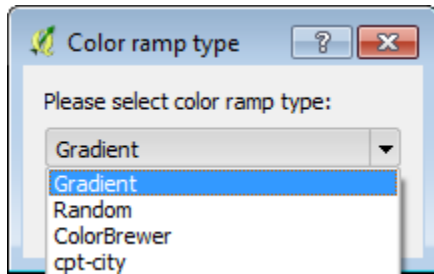 Color ramp type
Please select color ramp type:
Gradient
Gradient
Random
ColorBrewer
cpt-city